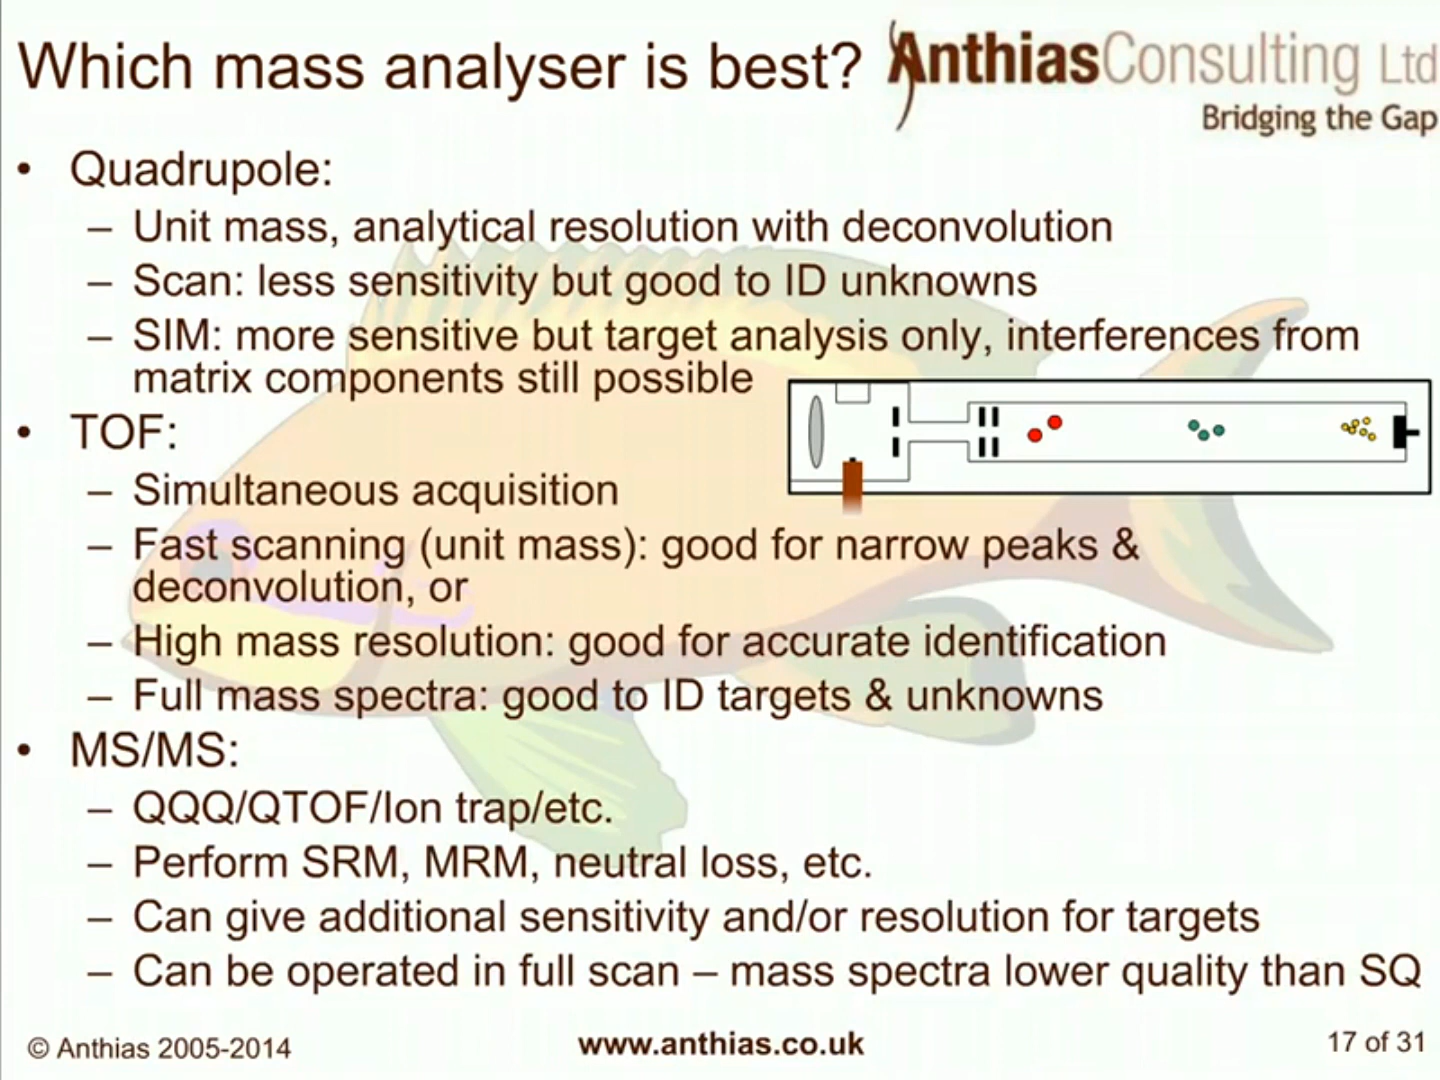 Which mass analyser is best?
AnthiasConsulting Ltd
Bridging the Gap
• Quadrupole:
– Unit mass, analytical resolution with deconvolution
– Scan: less sensitivity but good to ID unknowns
– SIM: more sensitive but target analysis only, interferences from
matrix components still possible
• TOF:
– Simultaneous acquisition
– Fast scanning (unit mass): good for narrow peaks &
deconvolution, or
– High mass resolution: good for accurate identification
– Full mass spectra: good to ID targets & unknowns
• MS/MS:
– QQQ/QTOF/Ion trap/etc.
– Perform SRM, MRM, neutral loss, etc.
– Can give additional sensitivity and/or resolution for targets
– Can be operated in full scan – mass spectra lower quality than SQ
© Anthias 2005-2014
www.anthias.co.uk
17 of 31